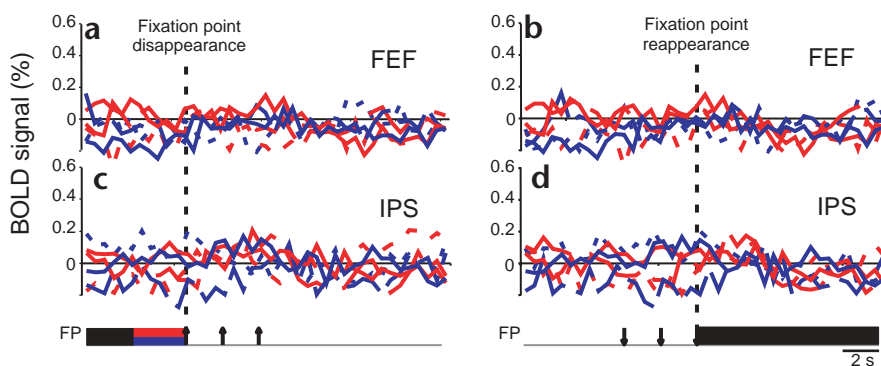 a
Fixation point
disappearance
FEF
b
Fixation point
reappearance
FEF
BOLD signal (%)
0.6
0.4
0.2
0
0.6
0.4
0.2
0
c
IPS
0.6
0.4
0.2
0
d
IPS
0.6
0.4
0.2
0
FP
FP
2 s